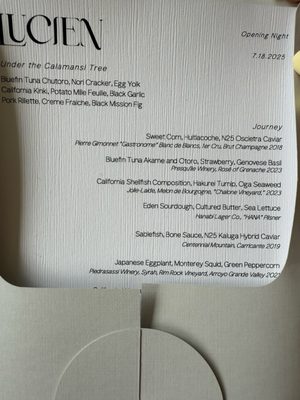 LUCIEN
Opening Night
7.18.2025
Under the Calamansi Tree
Bluefin Tuna Chutoro, Nori Cracker, Egg Yolk
California Kinki, Potato Mille Feuille, Black Garlic
Pork Rillette, Creme Fraiche, Black Mission Fig
Journey
Sweet Corn, Huitlacoche, N25 Oscietra Caviar
Pierre Gimonnet "Gastronome" Blanc de Blancs, 1er Cru, Brut Champagne 2018
Bluefin Tuna Akame and Otoro, Strawberry, Genovese Basil
Presqu'ile Winery, Rosé of Grenache 2023
California Shellfish Composition, Hakurei Turnip, Oga Seaweed
Jolie-Laide, Melon de Bourgogne, "Chalone Vineyard," 2023
Eden Sourdough, Cultured Butter, Sea Lettuce
Hanabi Lager Co., "HANA" Pilsner
Sablefish, Bone Sauce, N25 Kaluga Hybrid Caviar
Centennial Mountain, Carricante 2019
Japanese Eggplant, Monterey Squid, Green Peppercorn
Piedrasassi Winery, Syrah, Rim Rock Vineyard, Arroyo Grande Valley 2021